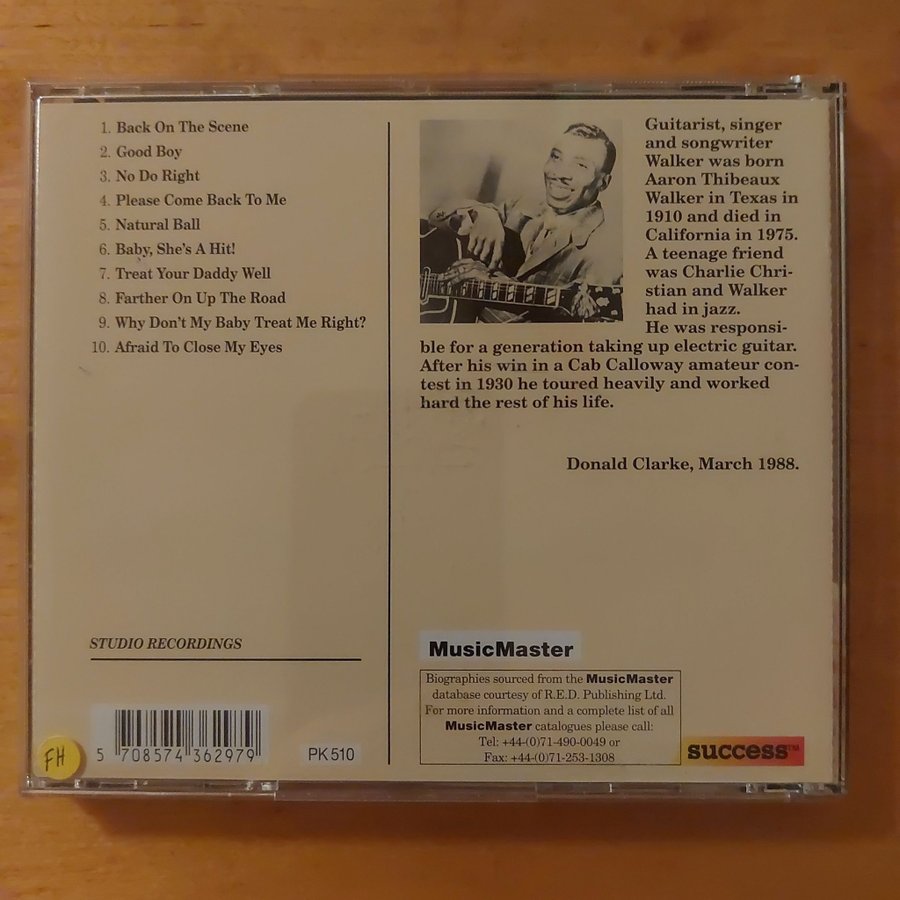 1. Back On The Scene
2. Good Boy
3. No Do Right
4. Please Come Back To Me
5. Natural Ball
6. Baby, She's A Hit!
7. Treat Your Daddy Well
8. Farther On Up The Road
9. Why Don't My Baby Treat Me Right?
10. Afraid To Close My Eyes
STUDIO RECORDINGS
5 708574 362979
PK 510
FH
Guitarist, singer
and songwriter
Walker was born
Aaron Thibeaux
Walker in Texas in
1910 and died in
California in 1975.
A teenage friend
was Charlie Chri-
stian and Walker
had in jazz.
He was responsi-
ble for a generation taking up electric guitar.
After his win in a Cab Calloway amateur con-
test in 1930 he toured heavily and worked
hard the rest of his life.
Donald Clarke, March 1988.
MusicMaster
Biographies sourced from the MusicMaster
database courtesy of R.E.D. Publishing Ltd.
For more information and a complete list of all
MusicMaster catalogues please call:
Tel: +44-(0)71-490-0049 or
Fax: +44-(0)71-253-1308
success™